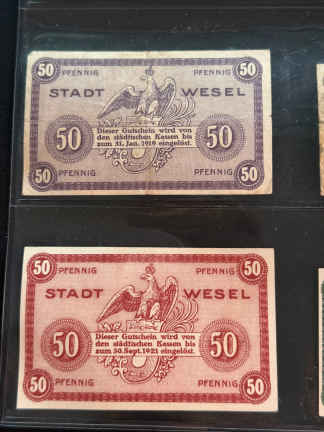 50 PFENNIG PFENNIG 50
STADT WESEL
50 50
Dieser Gutschein wird von
den städtischen Kassen bis
zum 31. Jan. 1919 eingelöst.
50 PFENNIG PFENNIG 50
50 PFENNIG PFENNIG 50
STADT WESEL
50 50
Dieser Gutschein wird von
den städtischen Kassen bis
zum 30. Sept. 1921 eingelöst.
50 PFENNIG PFENNIG 50